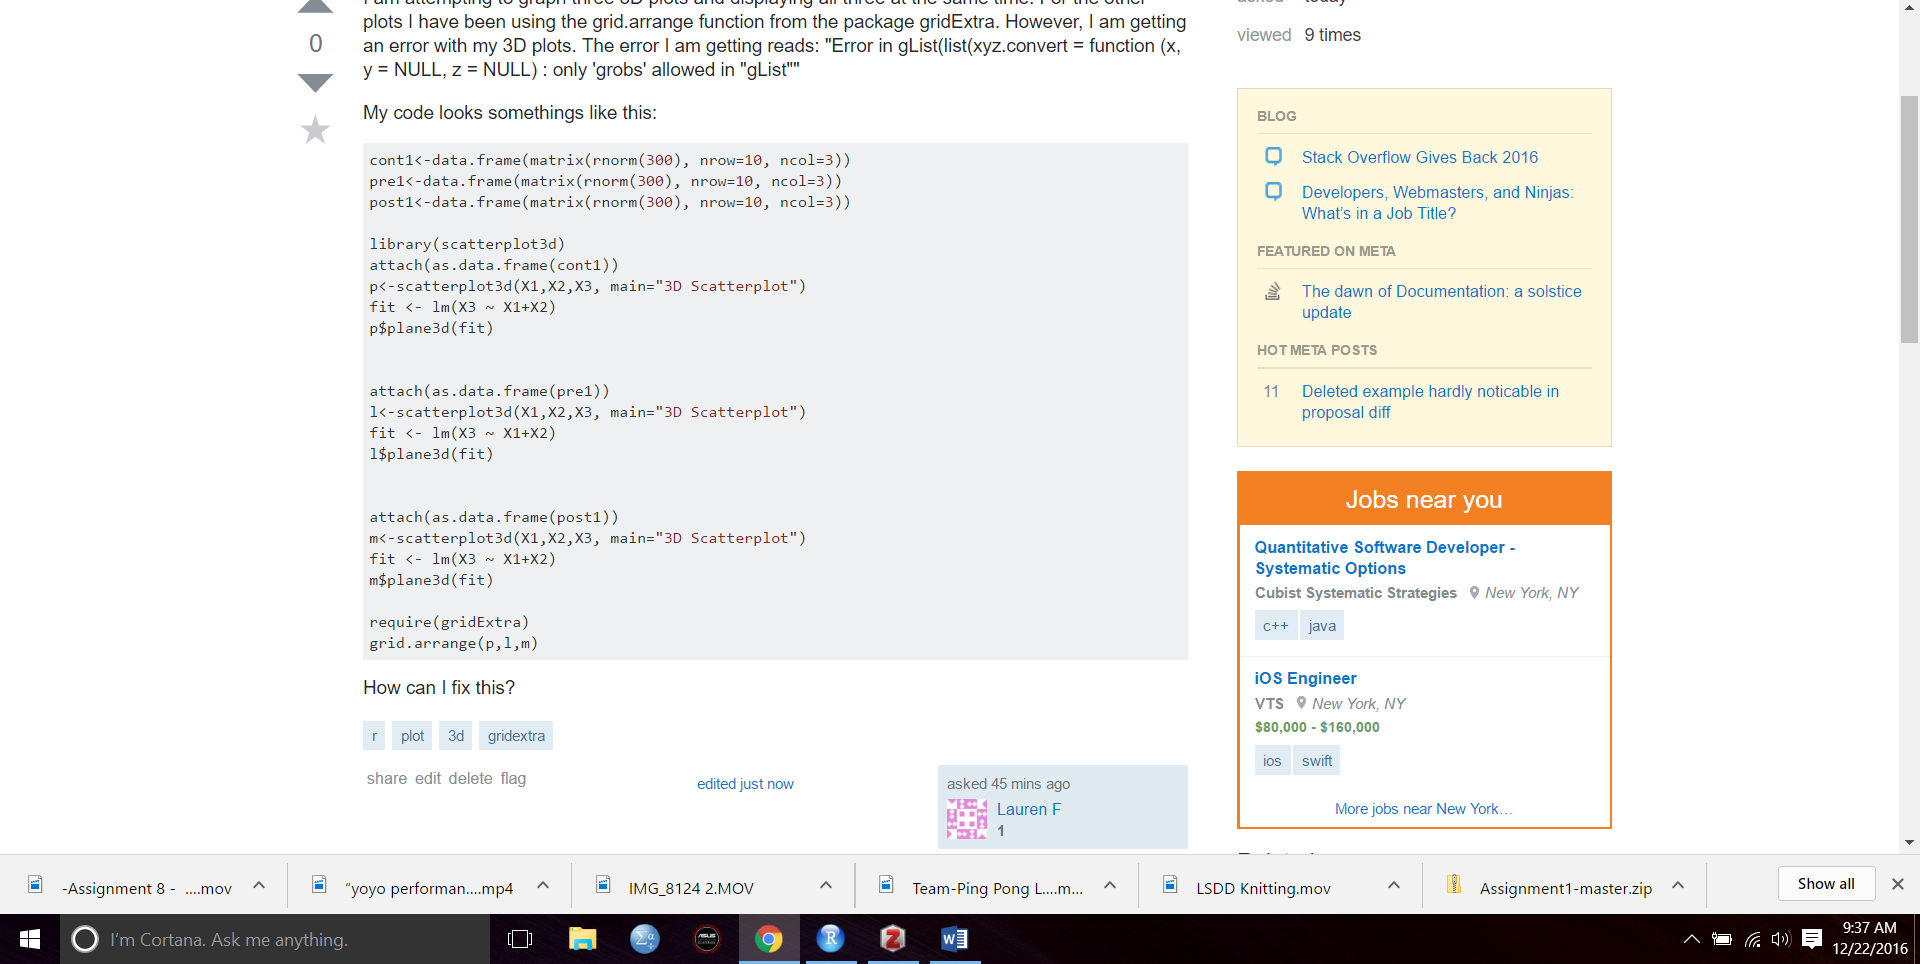 0
plots I have been using the grid.arrange function from the package gridExtra. However, I am getting
an error with my 3D plots. The error I am getting reads: "Error in gList(list(xyz.convert = function (x,
y = NULL, z = NULL) : only 'grobs' allowed in "gList""
My code looks somethings like this:
cont1<-data.frame(matrix(rnorm(300), nrow=10, ncol=3))
pre1<-data.frame(matrix(rnorm(300), nrow=10, ncol=3))
post1<-data.frame(matrix(rnorm(300), nrow=10, ncol=3))
library(scatterplot3d)
attach(as.data.frame(cont1))
p<-scatterplot3d(X1,X2,X3, main="3D Scatterplot")
fit <- lm(X3 ~ X1+X2)
p$plane3d(fit)
attach(as.data.frame(pre1))
l<-scatterplot3d(X1,X2,X3, main="3D Scatterplot")
fit <- lm(X3 ~ X1+X2)
l$plane3d(fit)
attach(as.data.frame(post1))
m<-scatterplot3d(X1,X2,X3, main="3D Scatterplot")
fit <- lm(X3 ~ X1+X2)
m$plane3d(fit)
require(gridExtra)
grid.arrange(p,l,m)
How can I fix this?
r plot 3d gridextra
share edit delete flag
edited just now
asked 45 mins ago
Lauren F
1
viewed 9 times
BLOG
Stack Overflow Gives Back 2016
Developers, Webmasters, and Ninjas:
What's in a Job Title?
FEATURED ON META
The dawn of Documentation: a solstice
update
HOT META POSTS
11 Deleted example hardly noticable in
proposal diff
Jobs near you
Quantitative Software Developer -
Systematic Options
Cubist Systematic Strategies New York, NY
c++ java
iOS Engineer
VTS New York, NY
$80,000 - $160,000
ios swift
More jobs near New York…
-Assignment 8 - ....mov
“yoyo performan....mp4
IMG_8124 2.MOV
Team-Ping Pong L....m...
LSDD Knitting.mov
Assignment1-master.zip
Show all
I'm Cortana. Ask me anything.
9:37 AM
12/22/2016